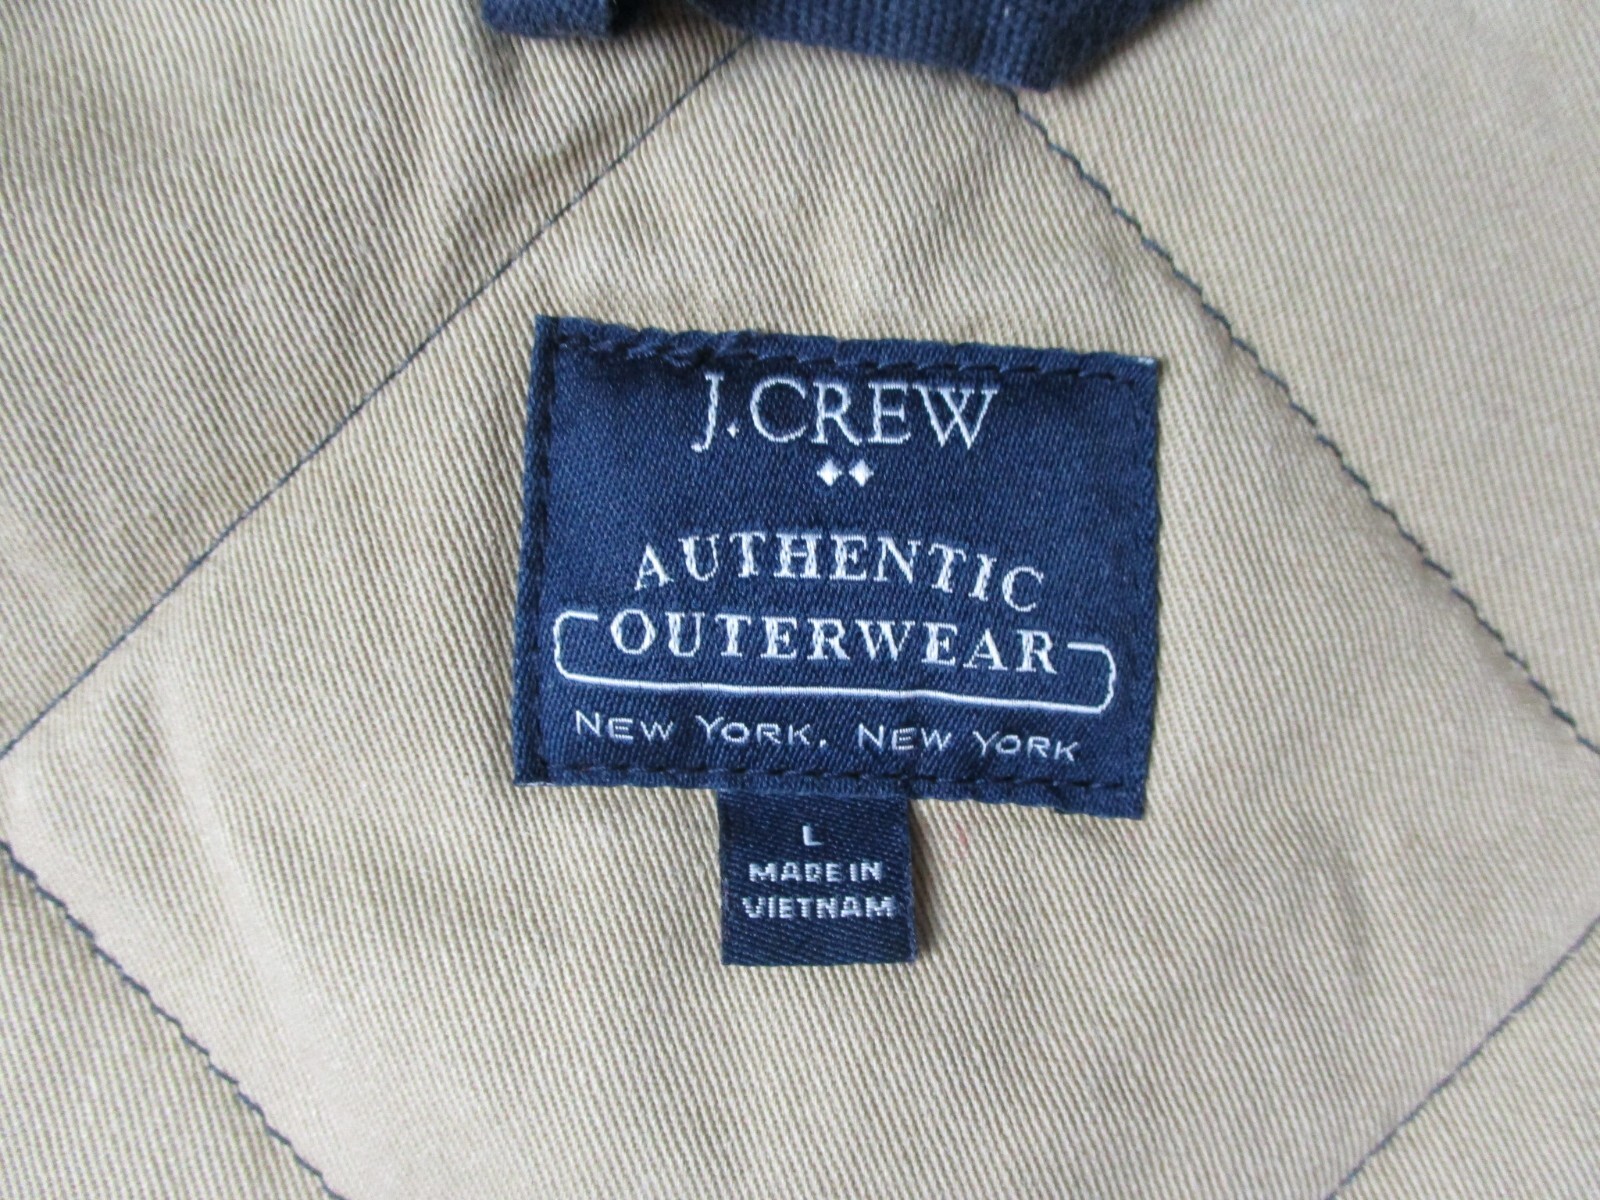 J.CREW
AUTHENTIC
OUTERWEAR
NEW YORK, NEW YORK
L
MADE IN
VIETNAM